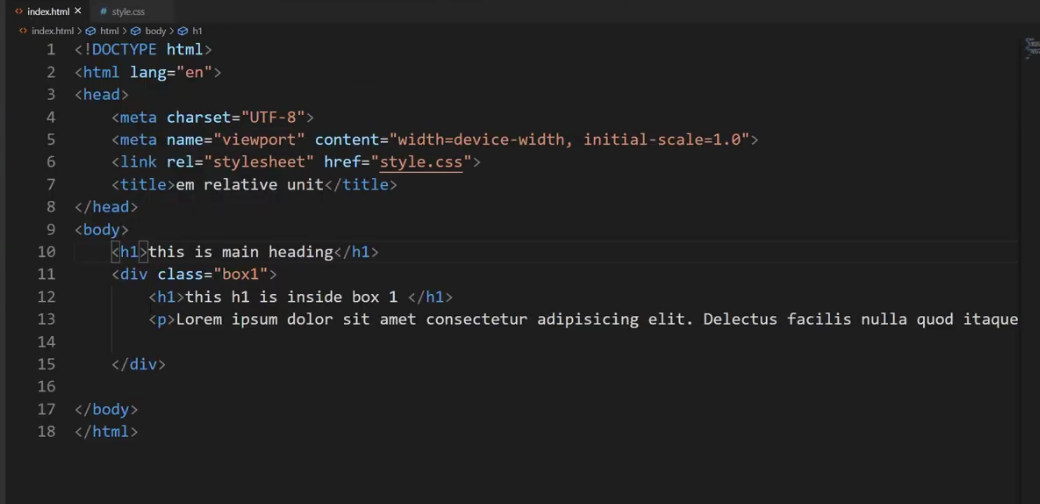 index.html × style.css
index.html > html > body > h1
1 <!DOCTYPE html>
2 <html lang="en">
3 <head>
4 <meta charset="UTF-8">
5 <meta name="viewport" content="width=device-width, initial-scale=1.0">
6 <link rel="stylesheet" href="style.css">
7 <title>em relative unit</title>
8 </head>
9 <body>
10 <h1>this is main heading</h1>
11 <div class="box1">
12 <h1>this h1 is inside box 1 </h1>
13 <p>Lorem ipsum dolor sit amet consectetur adipisicing elit. Delectus facilis nulla quod itaque
14
15 </div>
16
17 </body>
18 </html>